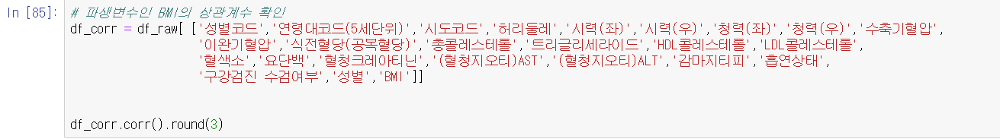 In [85]: # 파생변수인 BMI의 상관계수 확인
df_corr = df_raw[ ['성별코드','연령대코드(5세단위)','시도코드','허리둘레','시력(좌)','시력(우)','청력(좌)','청력(우)','수축기혈압',
'이완기혈압','식전혈당(공복혈당)','총콜레스테롤','트리글리세라이드','HDL콜레스테롤','LDL콜레스테롤',
'혈색소','요단백','혈청크레아티닌','(혈청지오티)AST','(혈청지오티)ALT','감마지티피','흡연상태',
'구강검진 수검여부','성별','BMI']]
df_corr.corr().round(3)